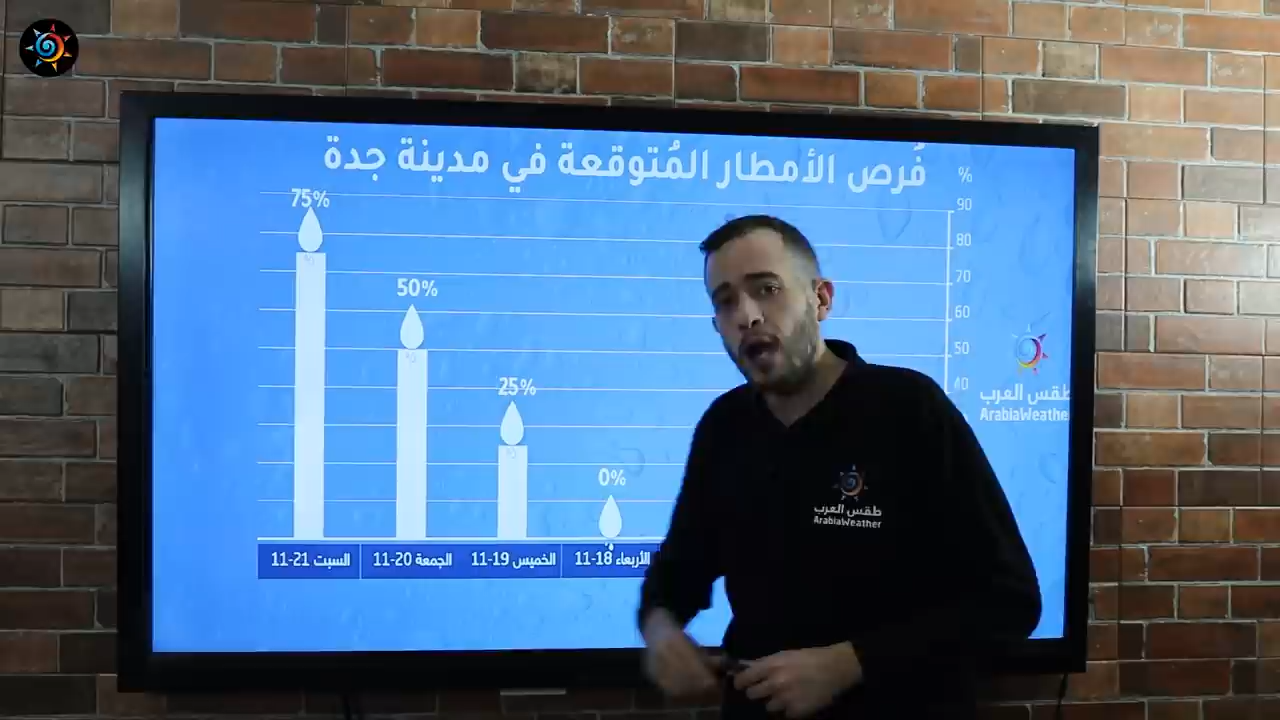 فُرص الأمطار المُتوقعة في مدينة جدة
%
90
80
70
60
50
40
75%
50%
25%
0%
الأربعاء 18-11
الخميس 19-11
الجمعة 20-11
السبت 21-11
طقس العرب
ArabiaWeather
طقس العرب
ArabiaWeather